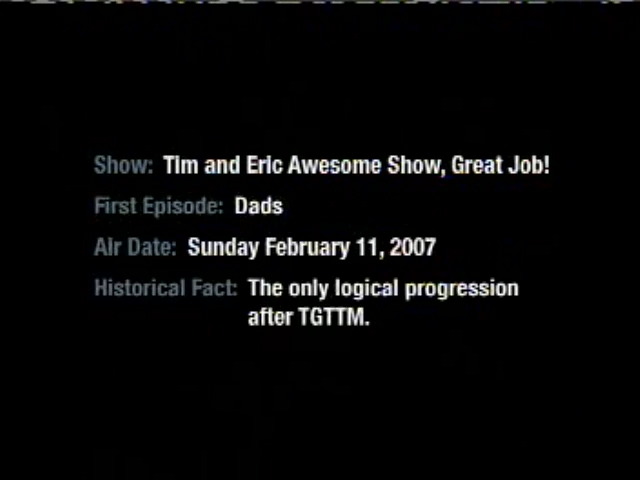 Show: Tim and Eric Awesome Show, Great Job!
First Episode: Dads
Air Date: Sunday February 11, 2007
Historical Fact: The only logical progression
after TGTTM.